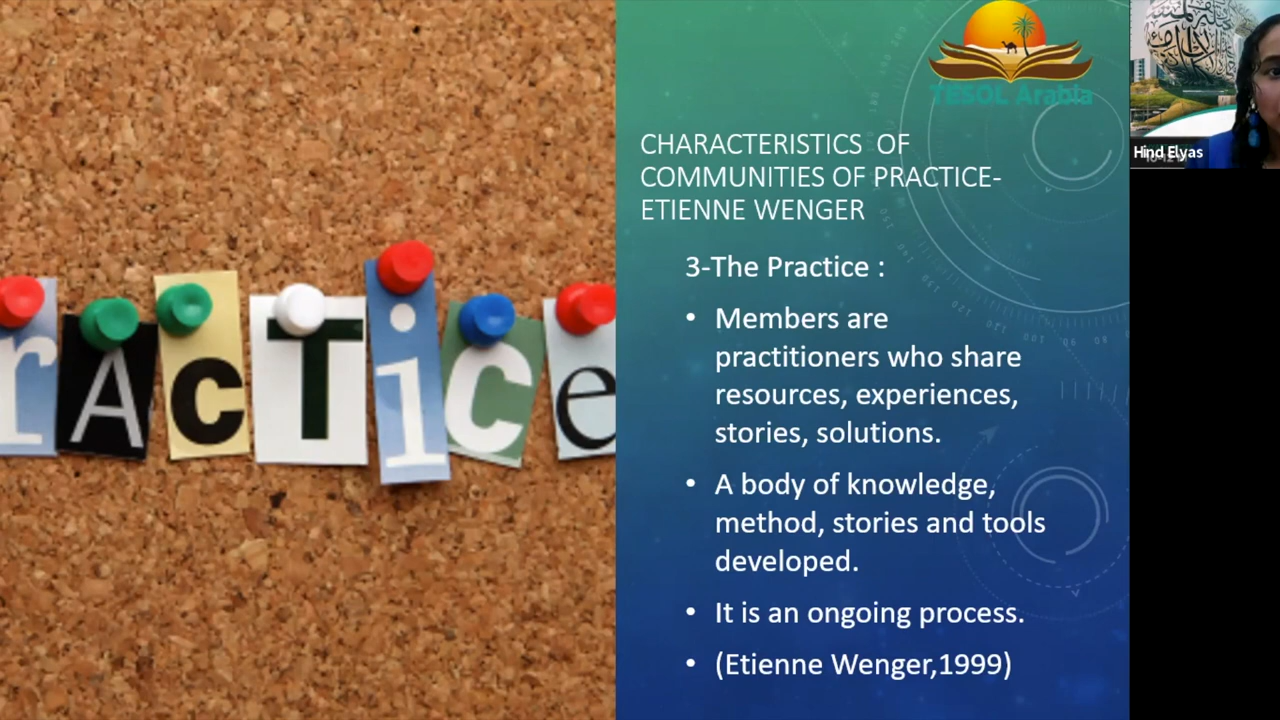 rAcTice
TESOL Arabia
CHARACTERISTICS OF
COMMUNITIES OF PRACTICE-
ETIENNE WENGER
3-The Practice :
• Members are
practitioners who share
resources, experiences,
stories, solutions.
• A body of knowledge,
method, stories and tools
developed.
• It is an ongoing process.
• (Etienne Wenger,1999)
Hind Elyas